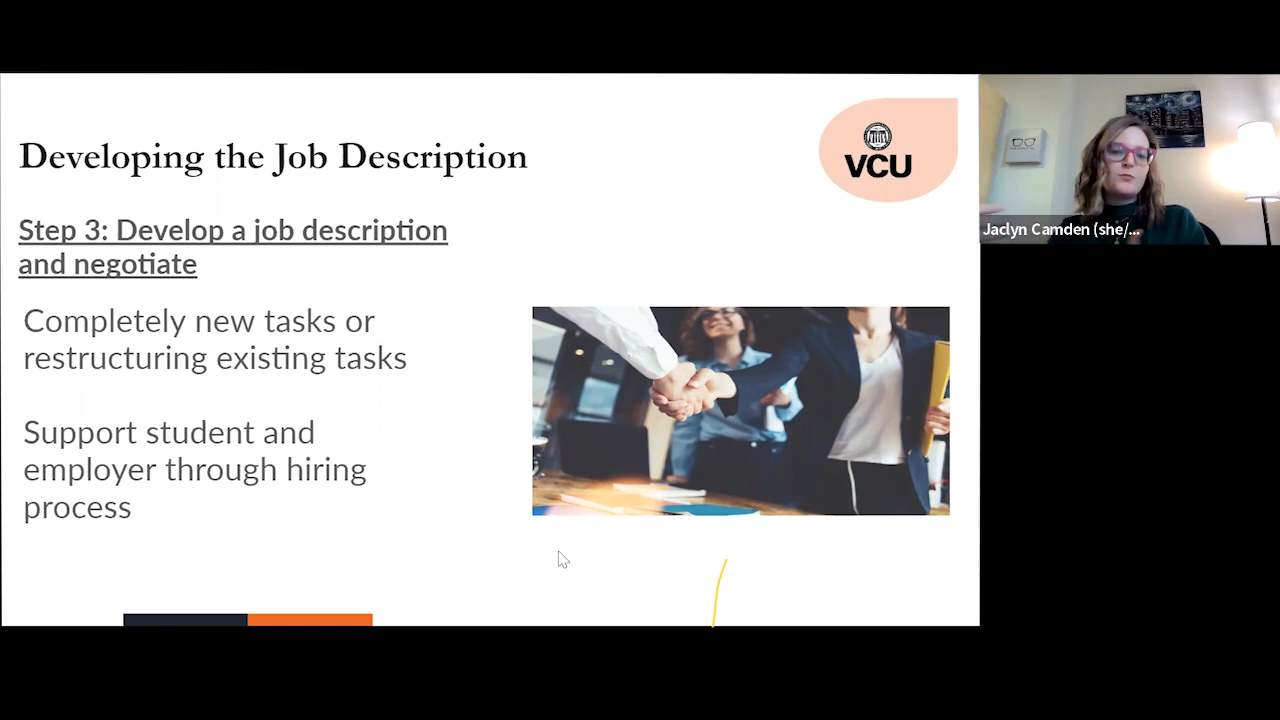 Developing the Job Description
VCU
Step 3: Develop a job description
and negotiate
Completely new tasks or
restructuring existing tasks
Support student and
employer through hiring
process
Jaclyn Camden (she/...